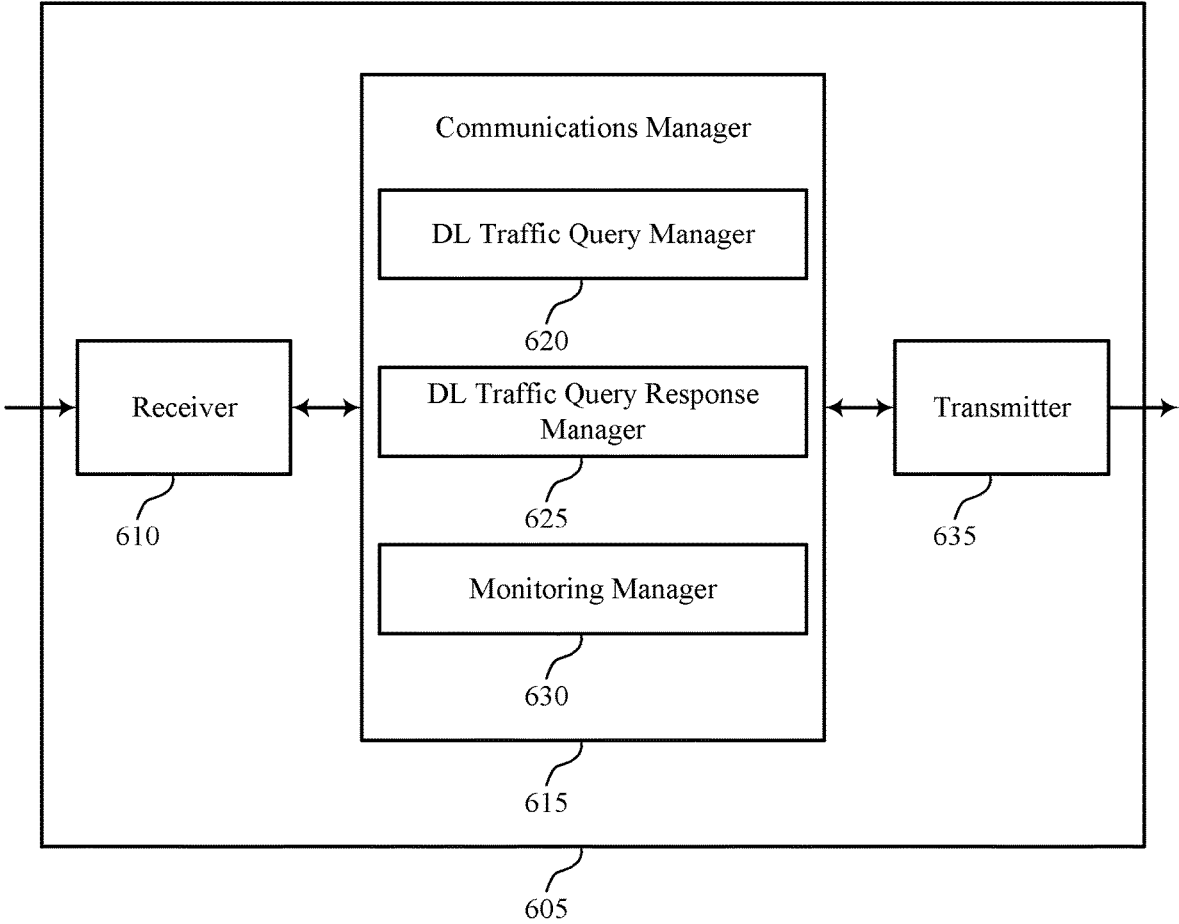 Communications Manager
DL Traffic Query Manager
620
Receiver
610
DL Traffic Query Response
Manager
625
Transmitter
635
Monitoring Manager
630
615
605